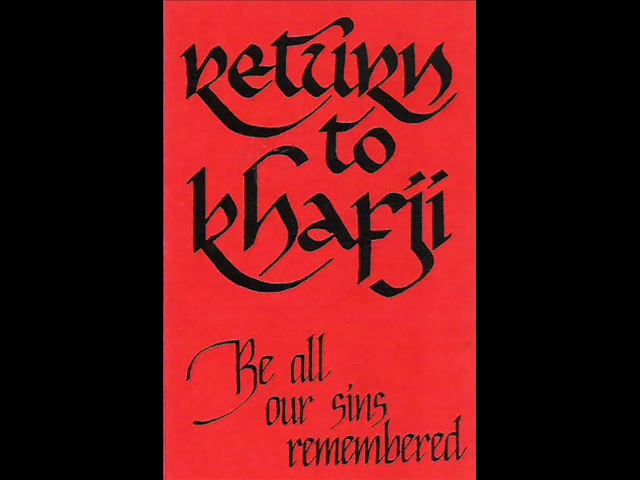 Return
to
Khafji
Be all
our sins
remembered